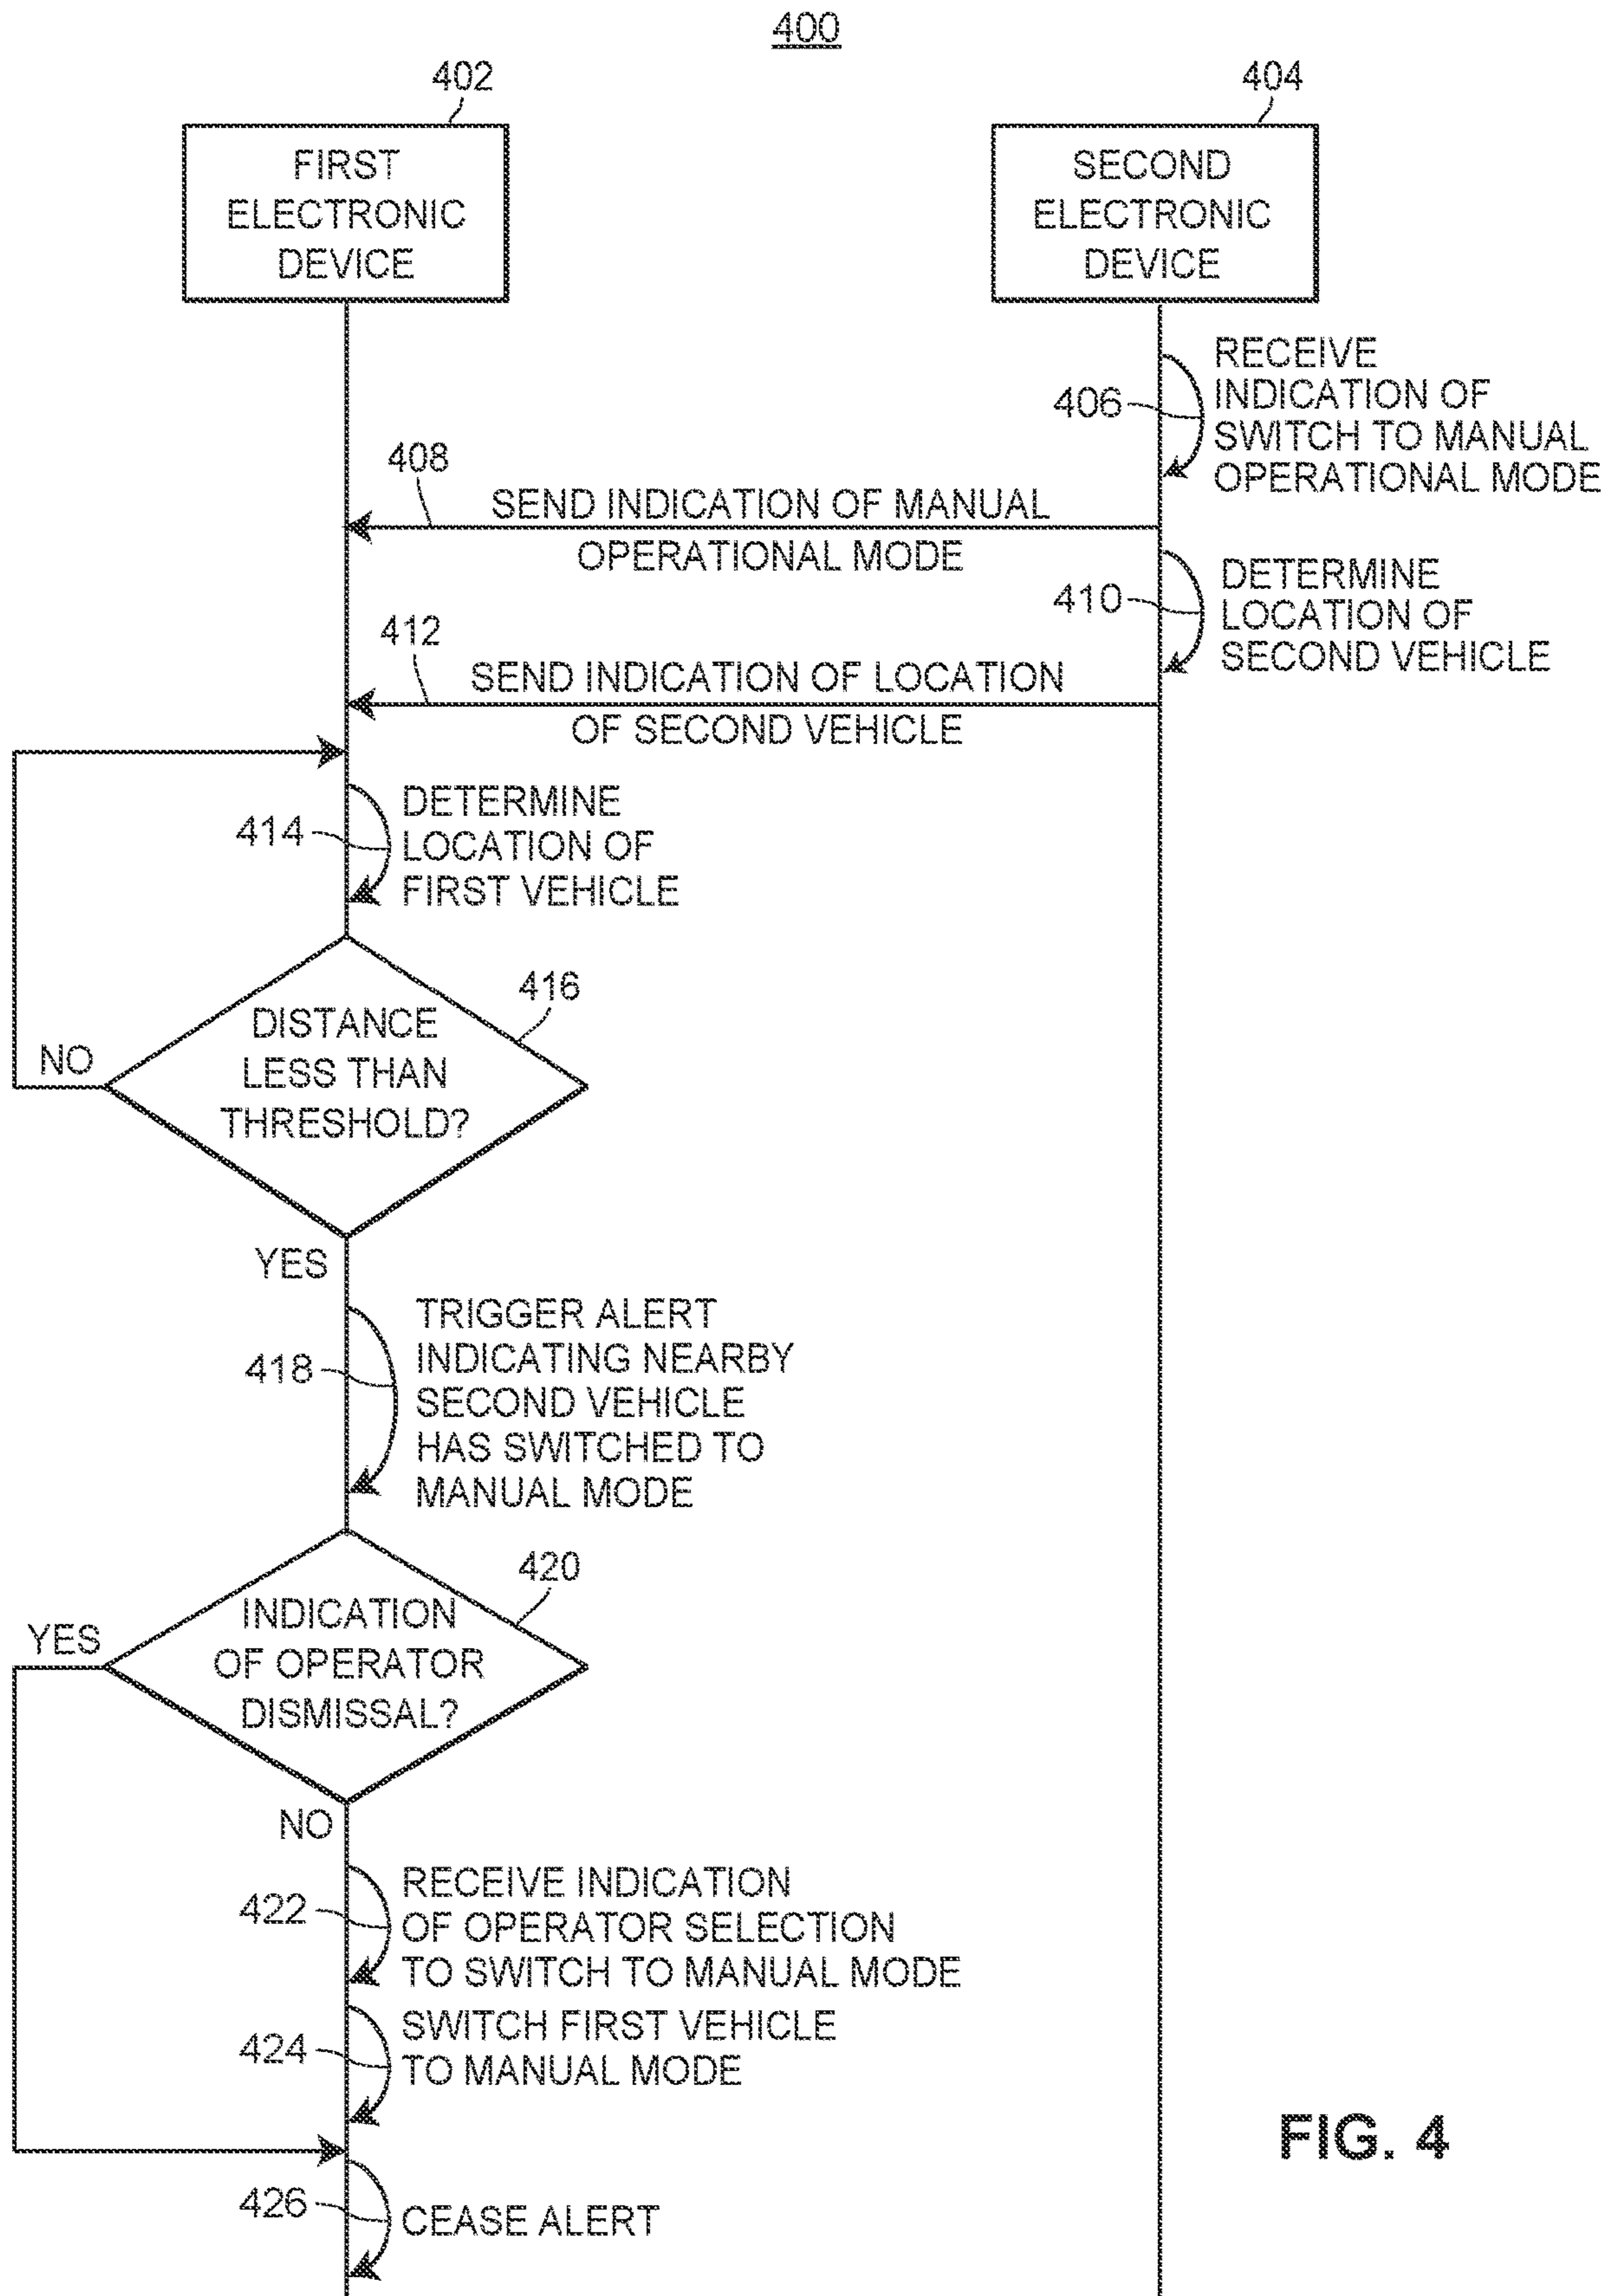 400
402
404
FIRST
ELECTRONIC
DEVICE
SECOND
ELECTRONIC
DEVICE
406
RECEIVE
INDICATION OF
SWITCH TO MANUAL
OPERATIONAL MODE
408
SEND INDICATION OF MANUAL
OPERATIONAL MODE
410
DETERMINE
LOCATION OF
SECOND VEHICLE
412
SEND INDICATION OF LOCATION
OF SECOND VEHICLE
414
DETERMINE
LOCATION OF
FIRST VEHICLE
416
DISTANCE
LESS THAN
THRESHOLD?
NO
YES
418
TRIGGER ALERT
INDICATING NEARBY
SECOND VEHICLE
HAS SWITCHED TO
MANUAL MODE
420
INDICATION
OF OPERATOR
DISMISSAL?
YES
NO
422
RECEIVE INDICATION
OF OPERATOR SELECTION
TO SWITCH TO MANUAL MODE
424
SWITCH FIRST VEHICLE
TO MANUAL MODE
426
CEASE ALERT
FIG. 4